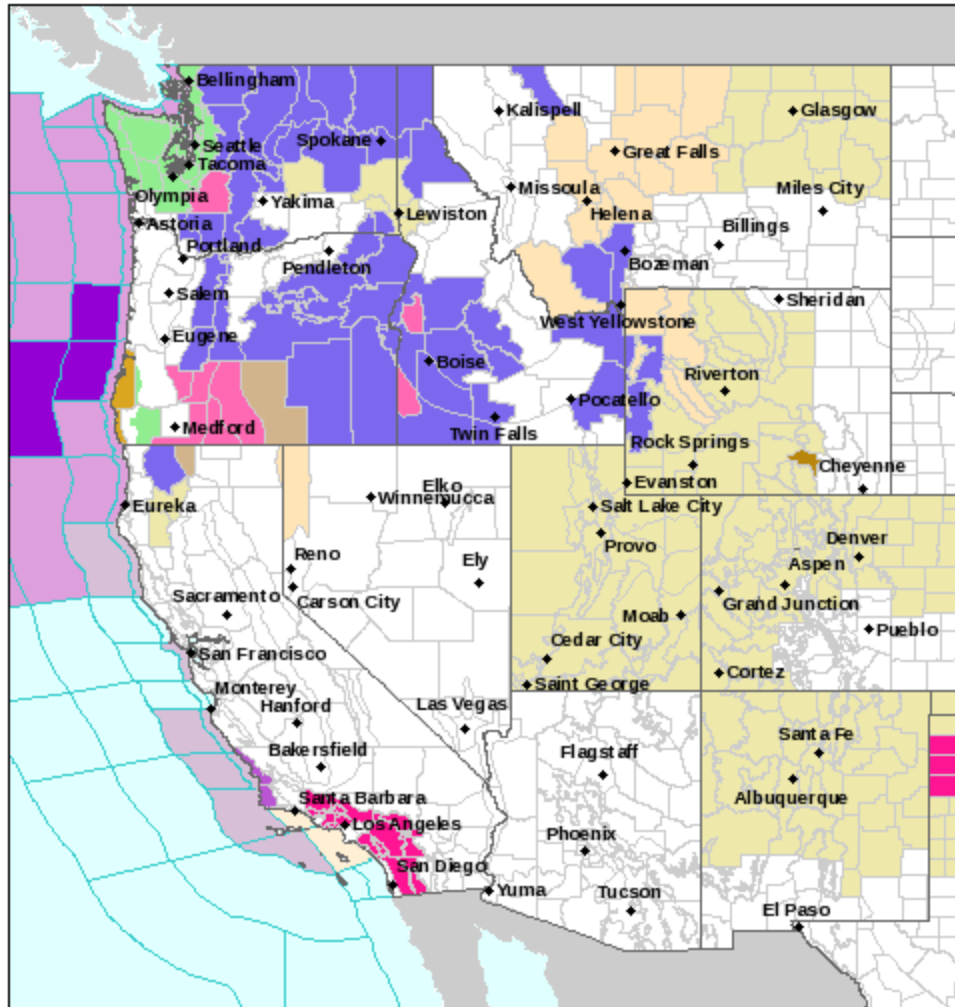 Bellingham
Kalispell
Glasgow
Seattle
Spokane
Great Falls
Tacoma
Olympia
Yakima
Lewiston
Missoula
Helena
Miles City
Astoria
Portland
Pendleton
Billings
Bozeman
Salem
Sheridan
Eugene
West Yellowstone
Boise
Riverton
Pocatello
Medford
Twin Falls
Rock Springs
Cheyenne
Evanston
Elko
Winnemucca
Eureka
Salt Lake City
Provo
Denver
Reno
Ely
Aspen
Sacramento
Carson City
Grand Junction
Moab
Pueblo
San Francisco
Cedar City
Cortez
Saint George
Monterey
Hanford
Las Vegas
Bakersfield
Flagstaff
Santa Fe
Albuquerque
Santa Barbara
Los Angeles
Phoenix
San Diego
Yuma
Tucson
El Paso